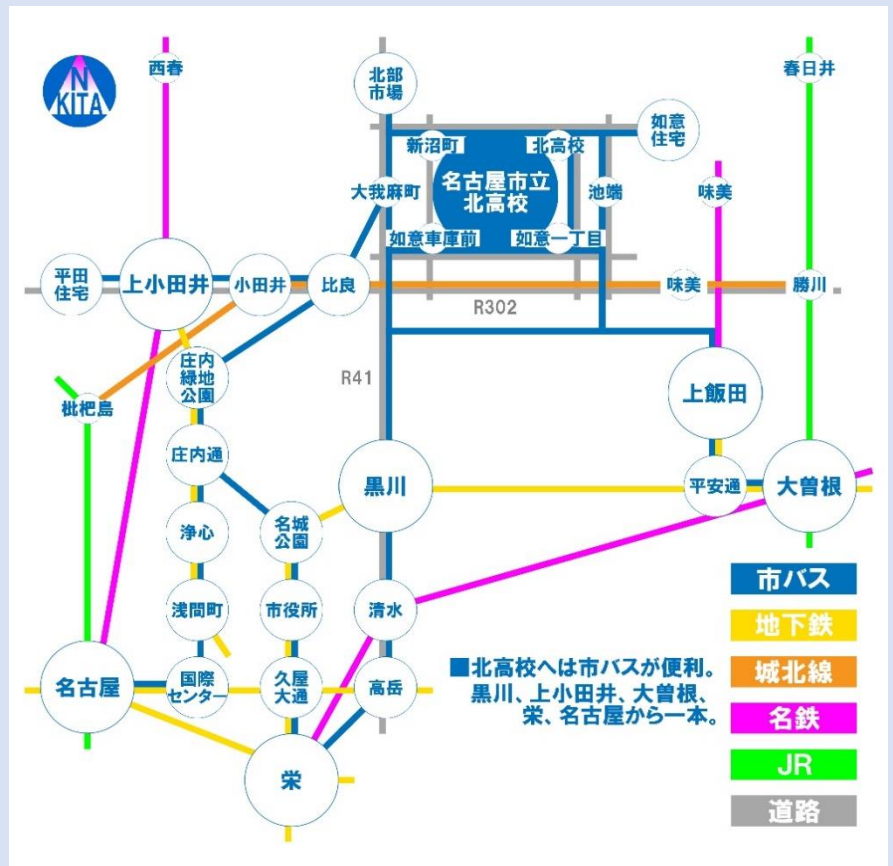 N
KITA
西春
北部
市場
春日井
如意
住宅
新沼町
北高校
名古屋市立
北高校
大我麻町
池端
味美
如意車庫前
如意一丁目
平田
住宅
上小田井
小田井
比良
味美
勝川
R302
庄内
緑地
公園
R41
上飯田
枇杷島
庄内通
黒川
平安通
大曽根
浄心
名城
公園
浅間町
市役所
清水
市バス
地下鉄
名古屋
国際
センター
久屋
大通
高岳
■北高校へは市バスが便利。
黒川、上小田井、大曽根、
栄、名古屋から一本。
城北線
名鉄
栄
JR
道路